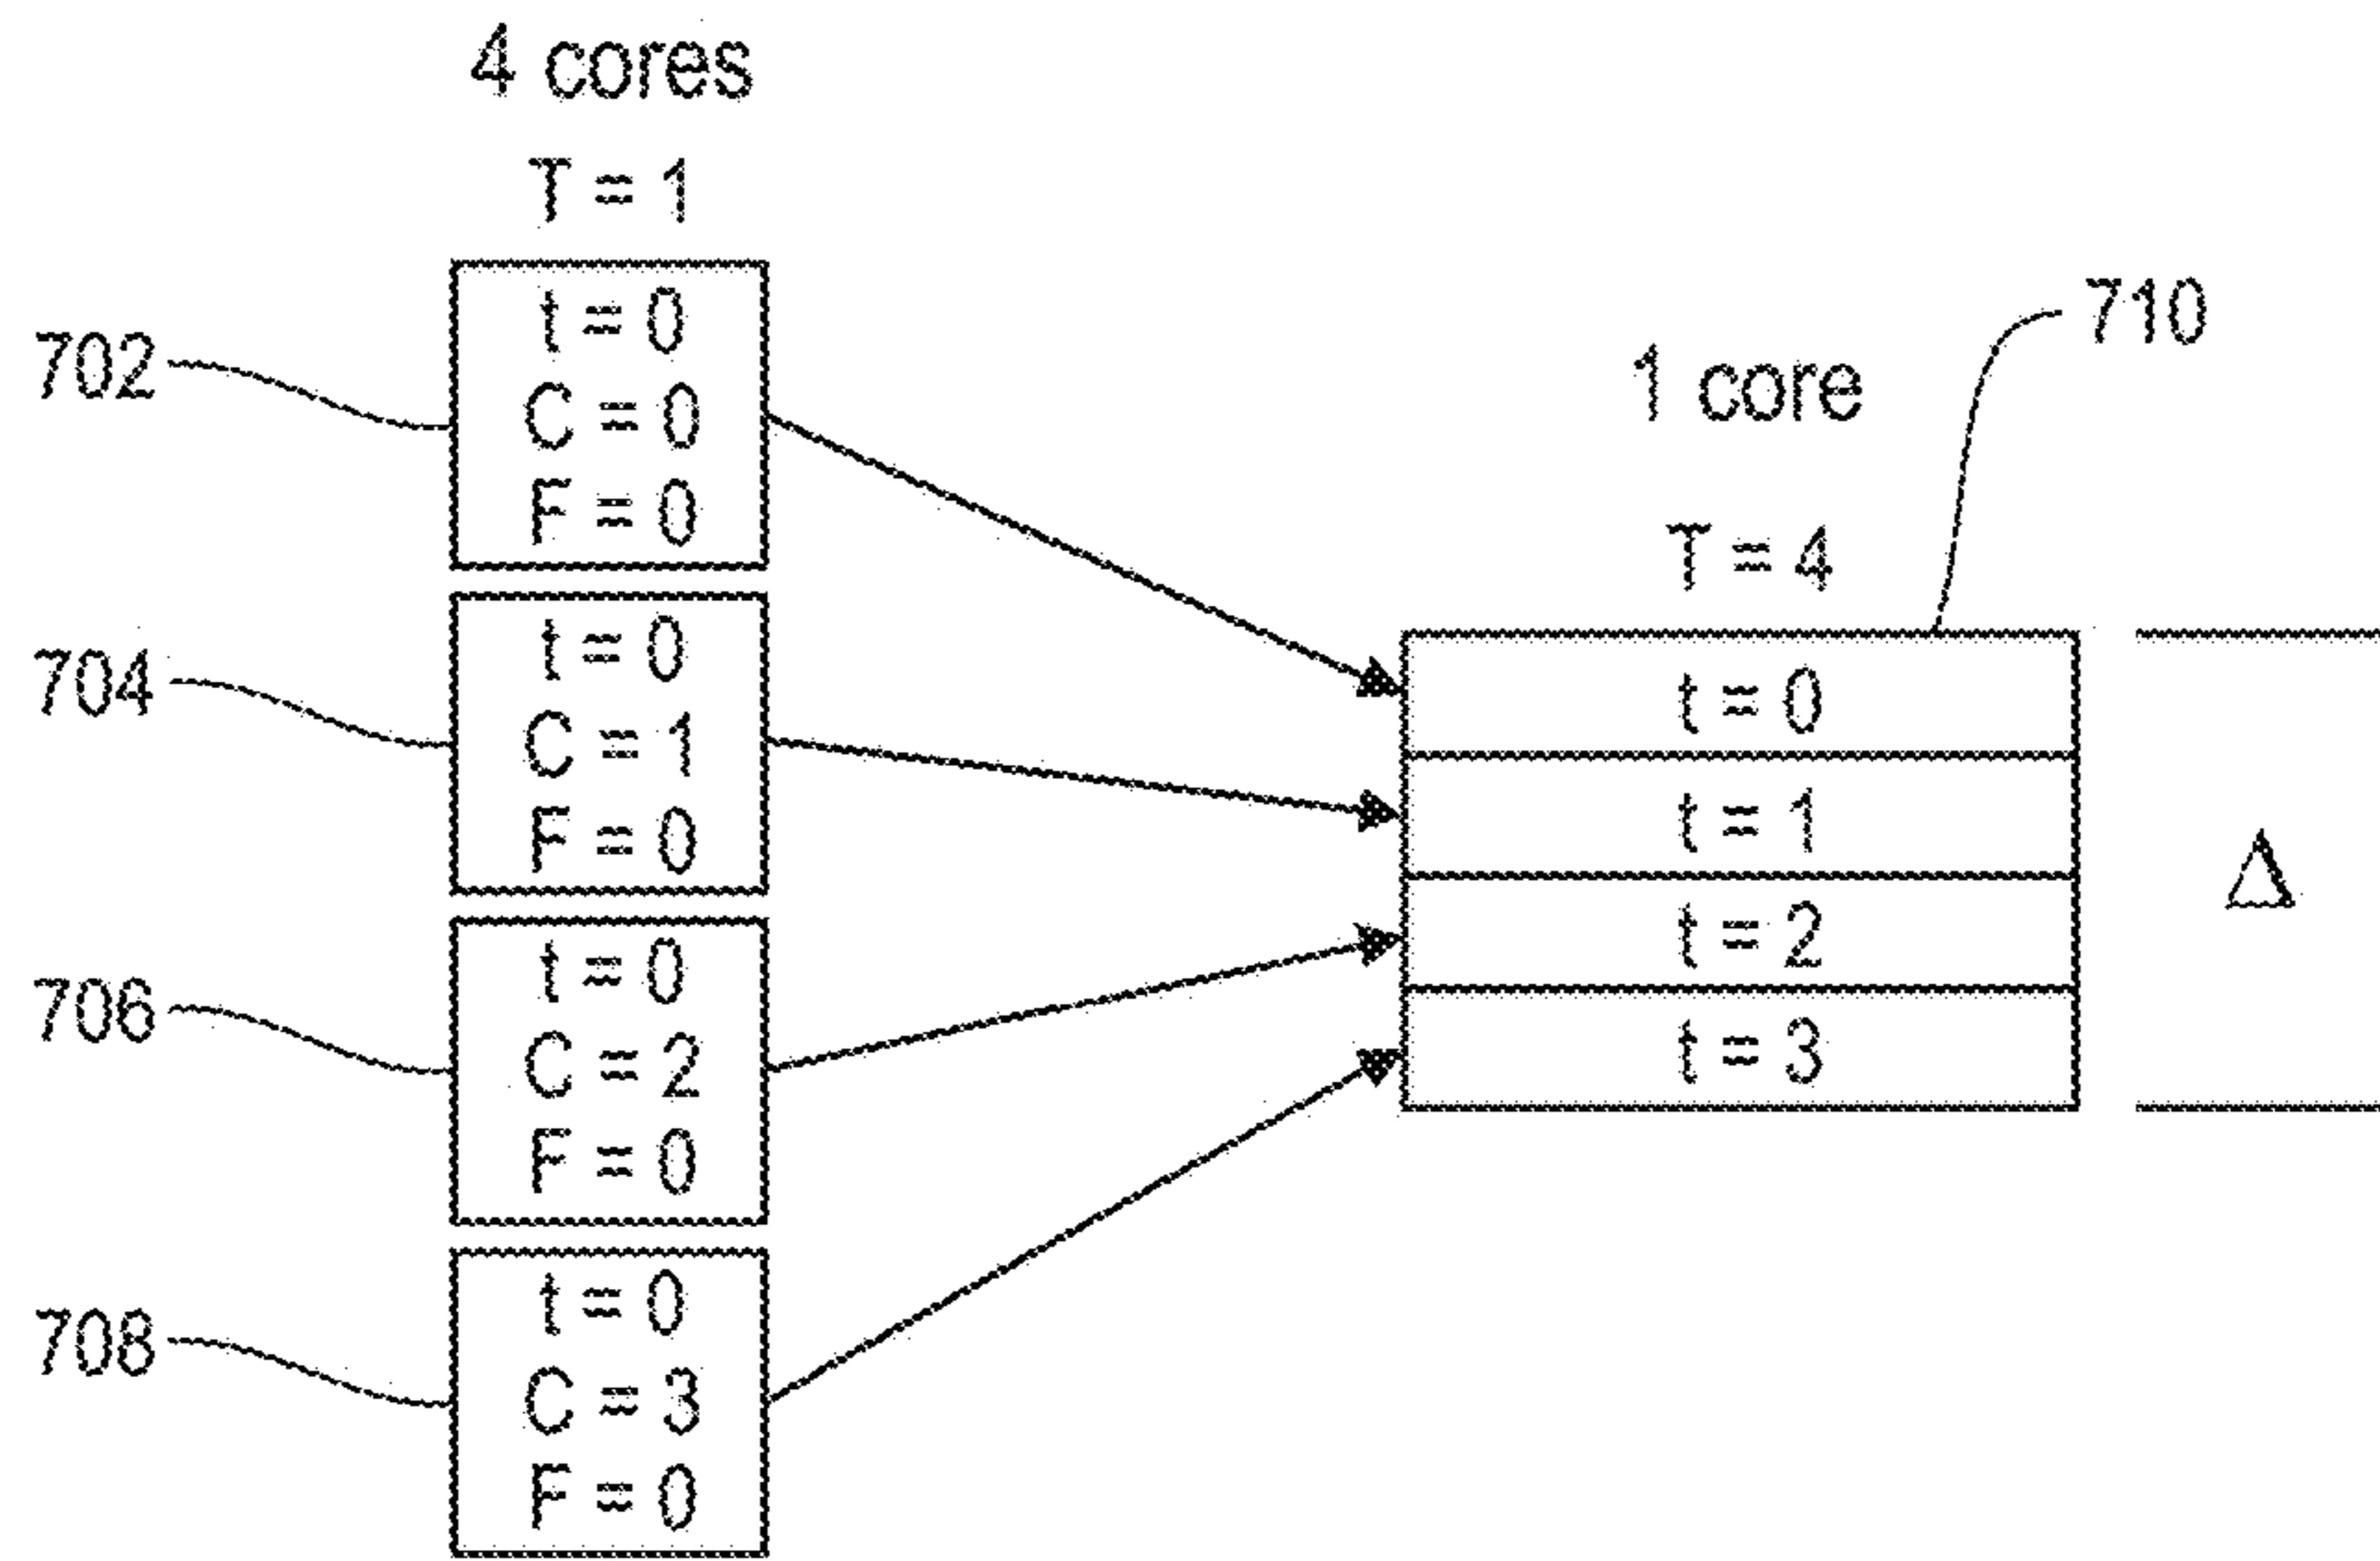 4 cores
T = 1
702
t = 0
C = 0
F = 0
704
t = 0
C = 1
F = 0
706
t = 0
C = 2
F = 0
708
t = 0
C = 3
F = 0
710
1 core
T = 4
t = 0
t = 1
t = 2
t = 3
Δ